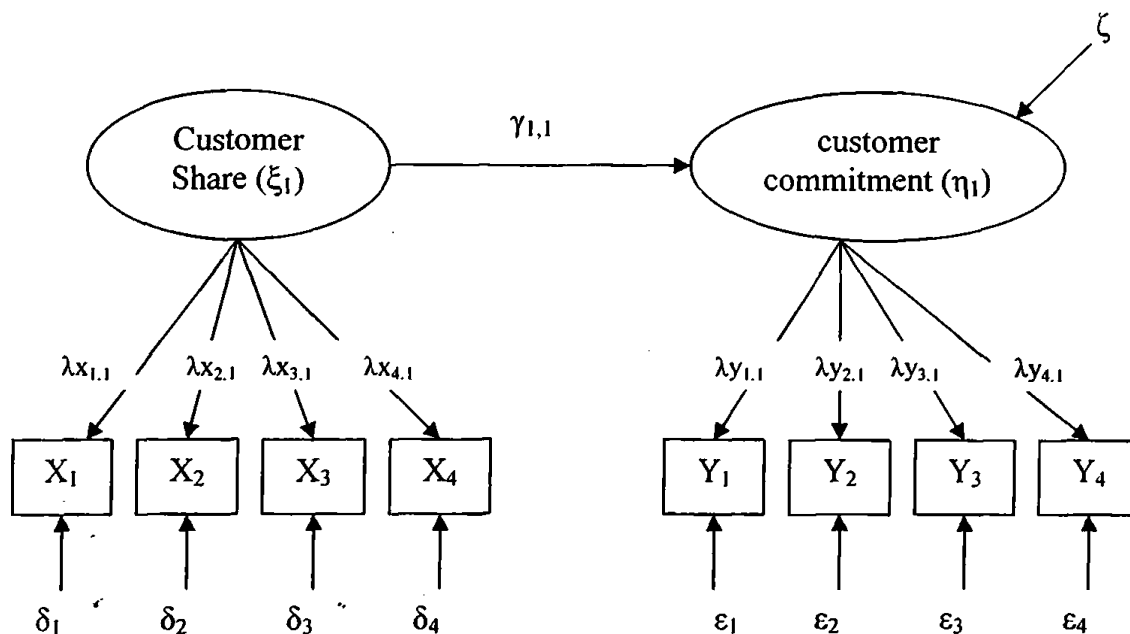 ζ
Customer
Share (ξ₁)
γ₁,₁
customer
commitment (η₁)
λx₁.₁ λx₂.₁ λx₃.₁ λx₄.₁
λy₁.₁ λy₂.₁ λy₃.₁ λy₄.₁
X₁ X₂ X₃ X₄
Y₁ Y₂ Y₃ Y₄
δ₁ δ₂ δ₃ δ₄
ε₁ ε₂ ε₃ ε₄